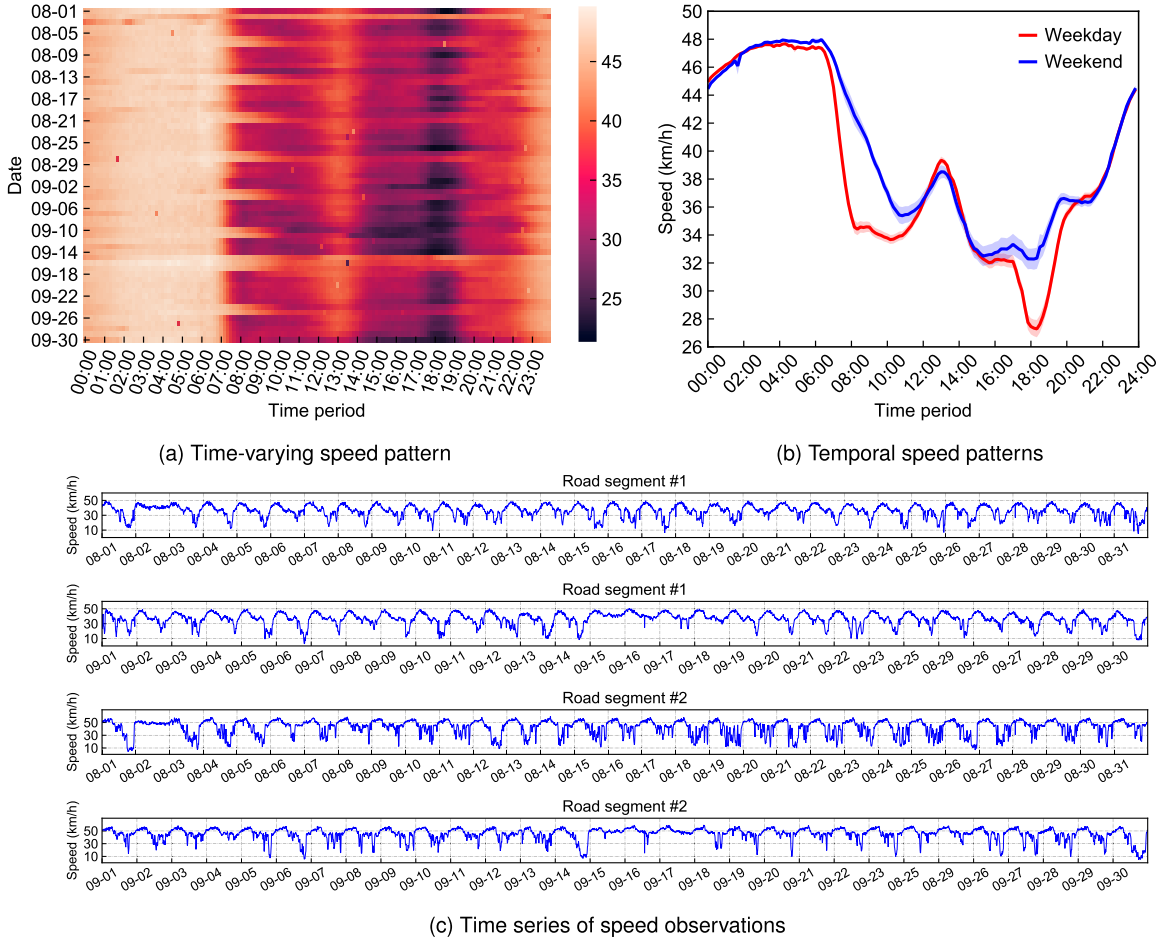 08-01
08-05
08-09
08-13
08-17
08-21
08-25
08-29
09-02
09-06
09-10
09-14
09-18
09-22
09-26
09-30
Date
00:00 01:00 02:00 03:00 04:00 05:00 06:00 07:00 08:00 09:00 10:00 11:00 12:00 13:00 14:00 15:00 16:00 17:00 18:00 19:00 20:00 21:00 22:00 23:00
Time period
45
40
35
30
25
(a) Time-varying speed pattern
50
48
46
44
42
40
38
36
34
32
30
28
26
Speed (km/h)
Weekday
Weekend
00:00 02:00 04:00 06:00 08:00 10:00 12:00 14:00 16:00 18:00 20:00 22:00 24:00
Time period
(b) Temporal speed patterns
Road segment #1
Speed (km/h)
50
30
10
08-01 08-02 08-03 08-04 08-05 08-06 08-07 08-08 08-09 08-10 08-11 08-12 08-13 08-14 08-15 08-16 08-17 08-18 08-19 08-20 08-21 08-22 08-23 08-24 08-25 08-26 08-27 08-28 08-29 08-30 08-31
Road segment #1
Speed (km/h)
50
30
10
09-01 09-02 09-03 09-04 09-05 09-06 09-07 09-08 09-09 09-10 09-11 09-12 09-13 09-14 09-15 09-16 09-17 09-18 09-19 09-20 09-21 09-22 09-23 09-24 09-25 09-26 09-27 09-28 09-29 09-30
Road segment #2
Speed (km/h)
50
30
10
08-01 08-02 08-03 08-04 08-05 08-06 08-07 08-08 08-09 08-10 08-11 08-12 08-13 08-14 08-15 08-16 08-17 08-18 08-19 08-20 08-21 08-22 08-23 08-24 08-25 08-26 08-27 08-28 08-29 08-30 08-31
Road segment #2
Speed (km/h)
50
30
10
09-01 09-02 09-03 09-04 09-05 09-06 09-07 09-08 09-09 09-10 09-11 09-12 09-13 09-14 09-15 09-16 09-17 09-18 09-19 09-20 09-21 09-22 09-23 09-24 09-25 09-26 09-27 09-28 09-29 09-30
(c) Time series of speed observations